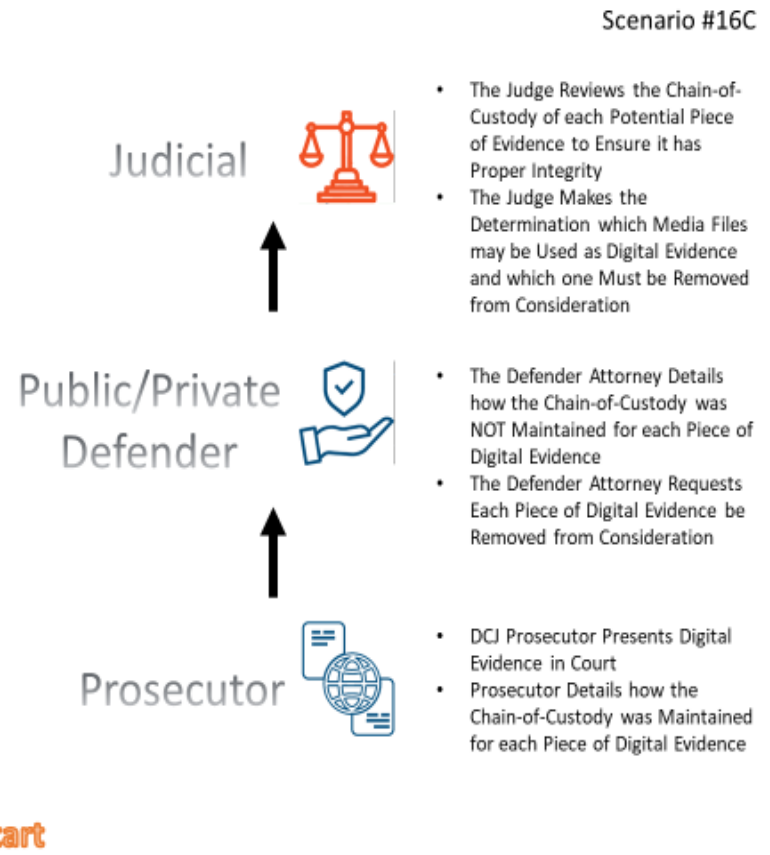 Scenario #16C
Judicial
• The Judge Reviews the Chain-of-
Custody of each Potential Piece
of Evidence to Ensure it has
Proper Integrity
• The Judge Makes the
Determination which Media Files
may be Used as Digital Evidence
and which one Must be Removed
from Consideration
Public/Private
Defender
• The Defender Attorney Details
how the Chain-of-Custody was
NOT Maintained for each Piece of
Digital Evidence
• The Defender Attorney Requests
Each Piece of Digital Evidence be
Removed from Consideration
Prosecutor
• DCJ Prosecutor Presents Digital
Evidence in Court
• Prosecutor Details how the
Chain-of-Custody was Maintained
for each Piece of Digital Evidence